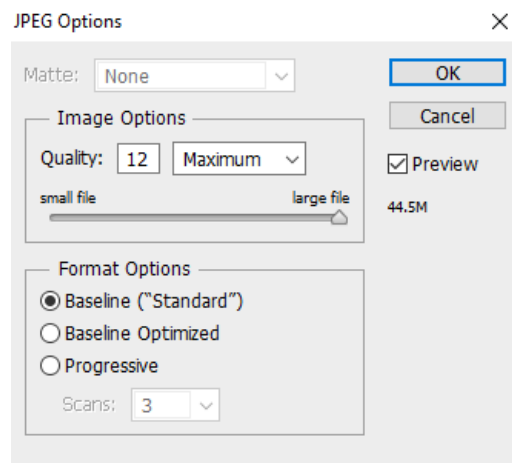 JPEG Options
Matte: None
OK
Image Options
Cancel
Quality: 12 Maximum
Preview
small file large file
44.5M
Format Options
Baseline (“Standard”)
Baseline Optimized
Progressive
Scans: 3